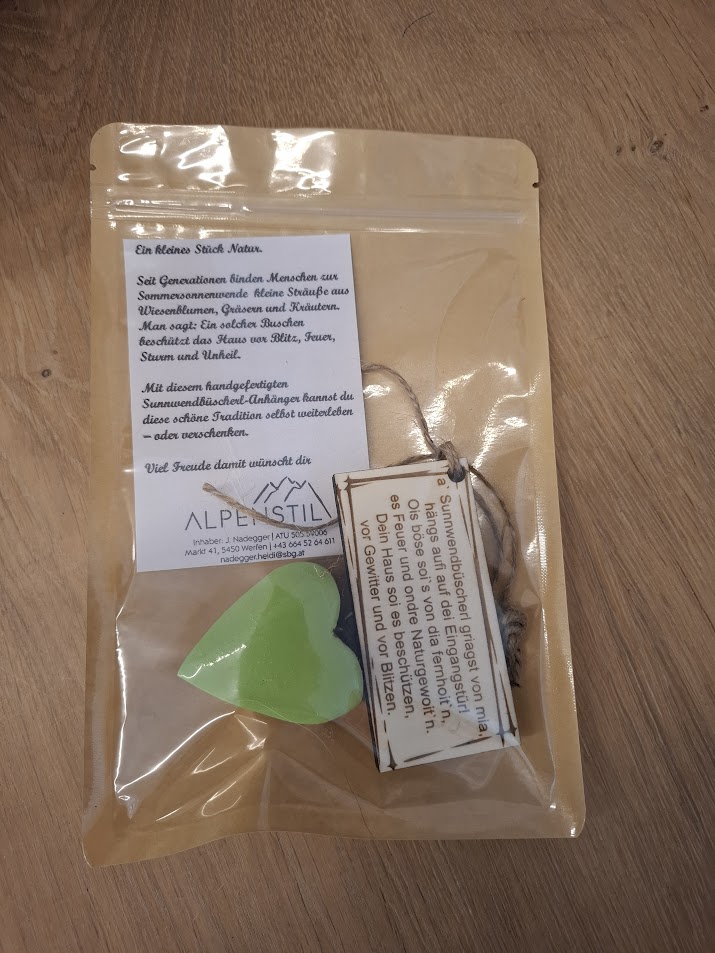 Ein kleines Stück Natur.
Seit Generationen binden Menschen zur
Sommersonnenwende kleine Sträuße aus
Wiesenblumen, Gräsern und Kräutern.
Man sagt: Ein solcher Buschen
beschützt das Haus vor Blitz, Feuer,
Sturm und Unheil.
Mit diesem handgefertigten
Sunnwendbüscherl-Anhänger kannst du
diese schöne Tradition selbst weiterleben
– oder verschenken.
Viel Freude damit wünscht dir
ALPENSTIL
Inhaber: J. Nadegger | ATU
Markt 41, 5450 Werfen | +43 664 52 64 611
nadegger.heidi@sbg.at
a`Sunnwendbüscherl griagst von mia,
hängs aufi auf dei Eingangstür!
Ois böse soi`s von dia fernhoit`n,
es Feuer und ondre Naturgewoit`n.
Dein Haus soi es beschützen,
vor Gewitter und vor Blitzen.